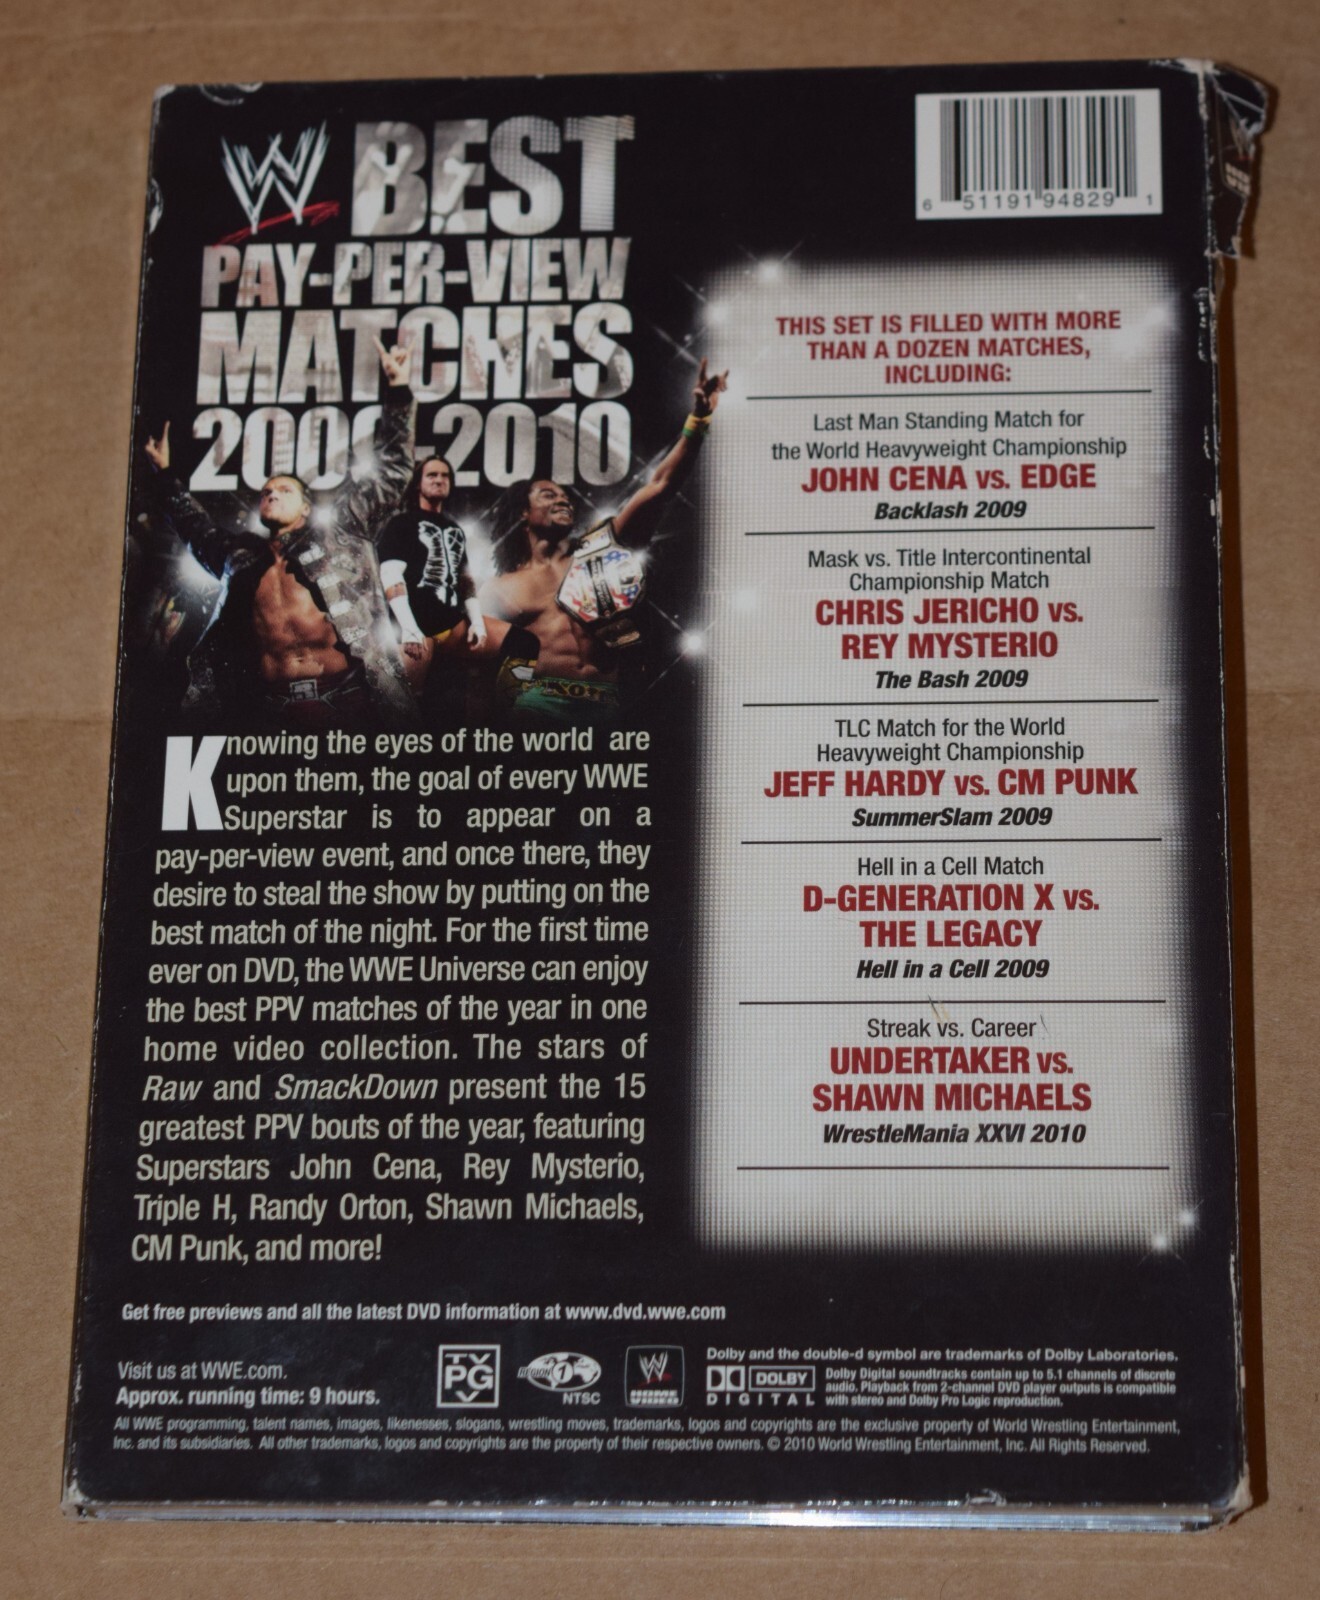 W BEST
PAY-PER-VIEW
MATCHES
2009-2010
6 51191 94829 1
THIS SET IS FILLED WITH MORE
THAN A DOZEN MATCHES,
INCLUDING:
Last Man Standing Match for
the World Heavyweight Championship
JOHN CENA vs. EDGE
Backlash 2009
Mask vs. Title Intercontinental
Championship Match
CHRIS JERICHO vs.
REY MYSTERIO
The Bash 2009
TLC Match for the World
Heavyweight Championship
JEFF HARDY vs. CM PUNK
SummerSlam 2009
Hell in a Cell Match
D-GENERATION X vs.
THE LEGACY
Hell in a Cell 2009
Streak vs. Career
UNDERTAKER vs.
SHAWN MICHAELS
WrestleMania XXVI 2010
Knowing the eyes of the world are
upon them, the goal of every WWE
Superstar is to appear on a
pay-per-view event, and once there, they
desire to steal the show by putting on the
best match of the night. For the first time
ever on DVD, the WWE Universe can enjoy
the best PPV matches of the year in one
home video collection. The stars of
Raw and SmackDown present the 15
greatest PPV bouts of the year, featuring
Superstars John Cena, Rey Mysterio,
Triple H, Randy Orton, Shawn Michaels,
CM Punk, and more!
Get free previews and all the latest DVD information at www.dvd.wwe.com
Visit us at WWE.com.
Approx. running time: 9 hours.
TV
PG
V
REGION 1
NTSC
W
HOME
VIDEO
Dolby and the double-d symbol are trademarks of Dolby Laboratories.
DOLBY
DIGITAL
Dolby Digital soundtracks contain up to 5.1 channels of discrete
audio. Playback from 2-channel DVD player outputs is compatible
with stereo and Dolby Pro Logic reproduction.
All WWE programming, talent names, images, likenesses, slogans, wrestling moves, trademarks, logos and copyrights are the exclusive property of World Wrestling Entertainment,
Inc. and its subsidiaries. All other trademarks, logos and copyrights are the property of their respective owners. © 2010 World Wrestling Entertainment, Inc. All Rights Reserved.